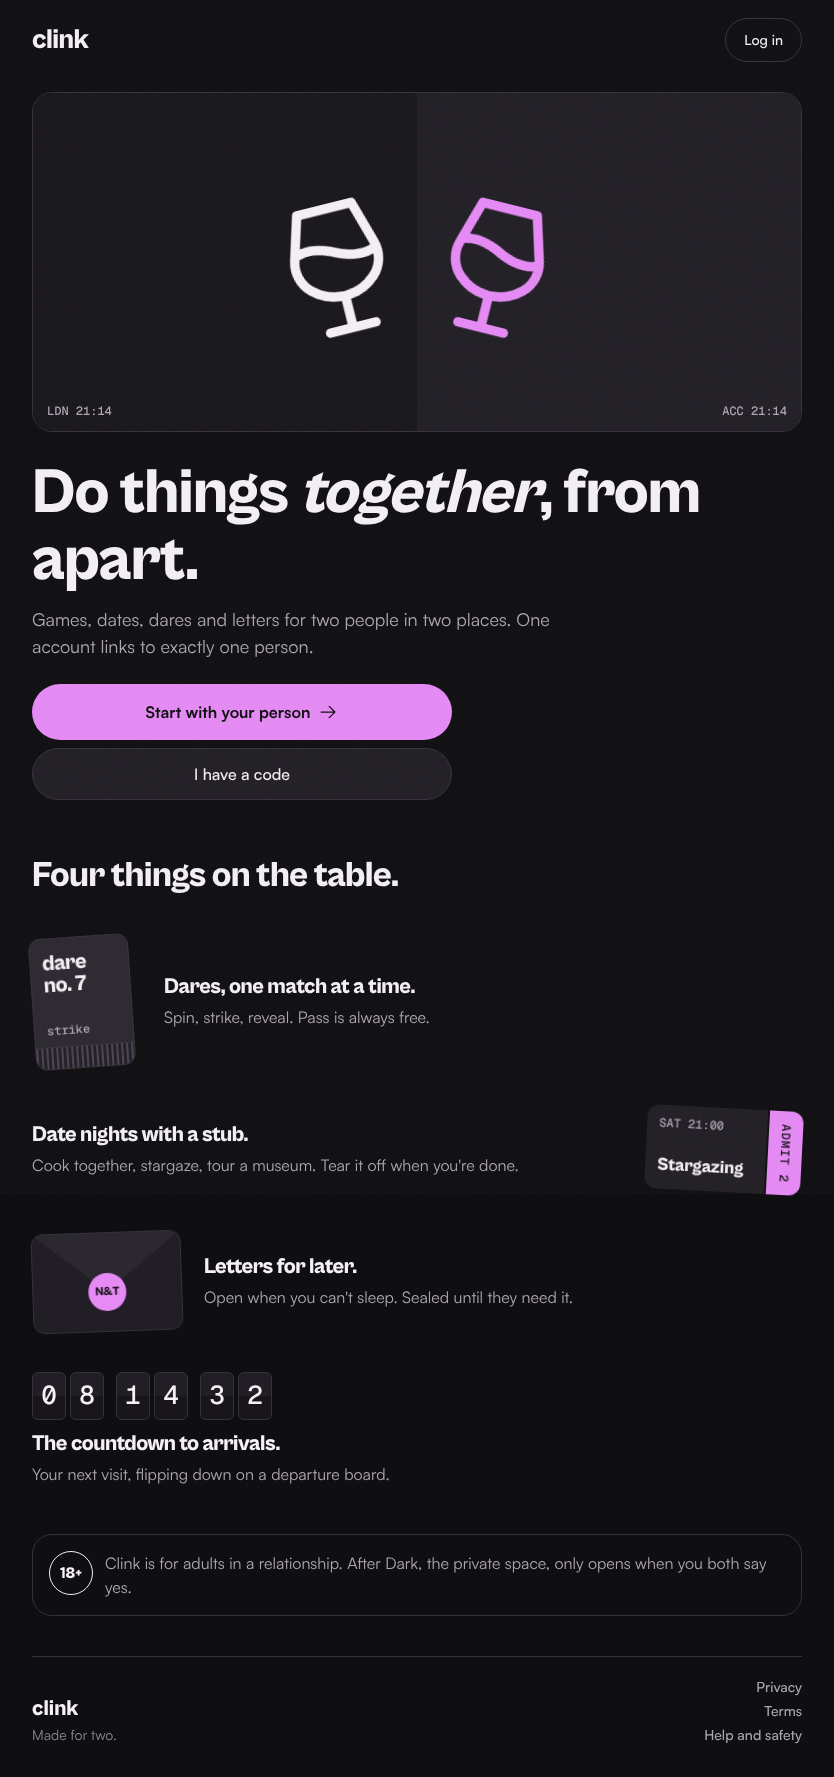 clink
Log in
LDN 21:14
ACC 21:14
Do things together, from
apart.
Games, dates, dares and letters for two people in two places. One
account links to exactly one person.
Start with your person →
I have a code
Four things on the table.
dare
no. 7
strike
Dares, one match at a time.
Spin, strike, reveal. Pass is always free.
Date nights with a stub.
Cook together, stargaze, tour a museum. Tear it off when you're done.
SAT 21:00
Stargazing
ADMIT 2
N&T
Letters for later.
Open when you can't sleep. Sealed until they need it.
08 14 32
The countdown to arrivals.
Your next visit, flipping down on a departure board.
18+
Clink is for adults in a relationship. After Dark, the private space, only opens when you both say
yes.
clink
Made for two.
Privacy
Terms
Help and safety